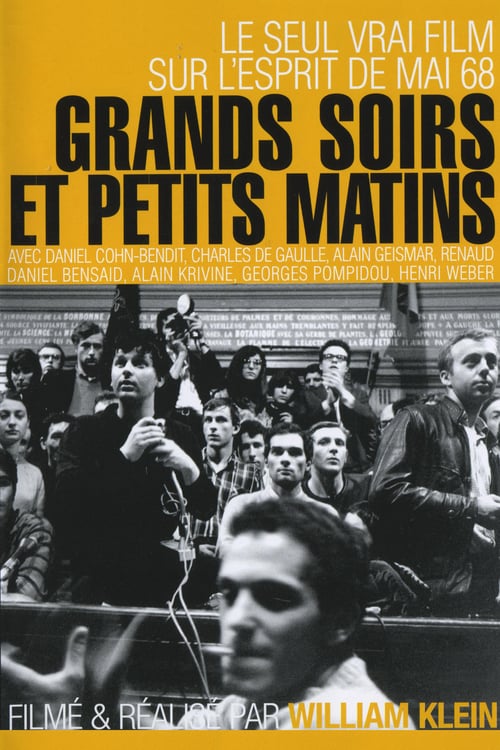 LE SEUL VRAI FILM
SUR L'ESPRIT DE MAI 68
GRANDS SOIRS
ET PETITS MATINS
AVEC DANIEL COHN-BENDIT, CHARLES DE GAULLE, ALAIN GEISMAR, RENAUD
DANIEL BENSAID, ALAIN KRIVINE, GEORGES POMPIDOU, HENRI WEBER
FILMÉ & RÉALISÉ PAR WILLIAM KLEIN